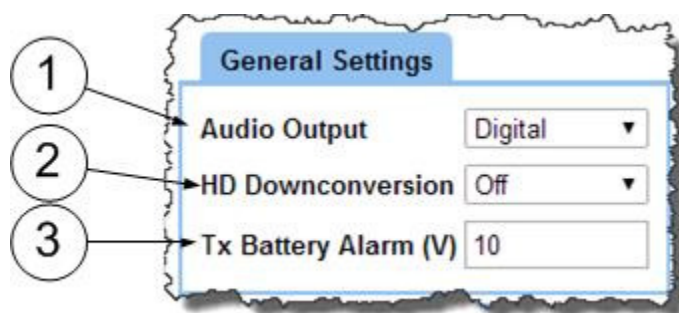 General Settings
1 Audio Output Digital
2 HD Downconversion Off
3 Tx Battery Alarm (V) 10